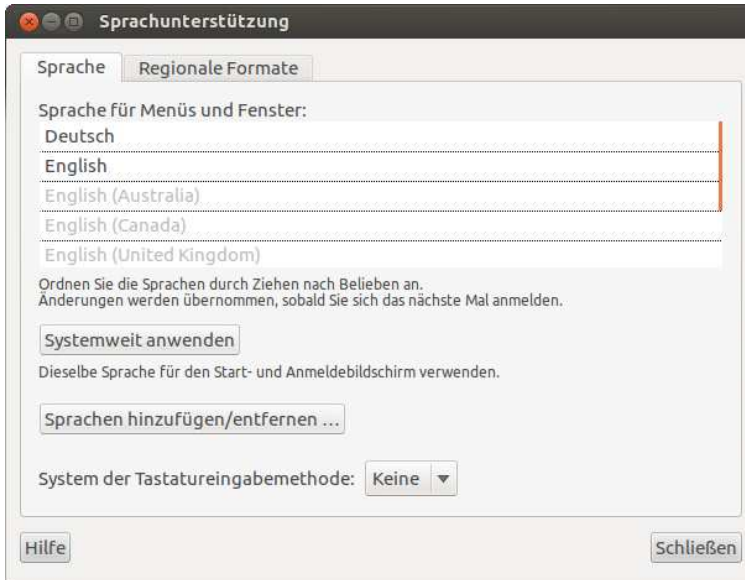 Sprachunterstützung
Sprache
Regionale Formate
Sprache für Menüs und Fenster:
Deutsch
English
English (Australia)
English (Canada)
English (United Kingdom)
Ordnen Sie die Sprachen durch Ziehen nach Belieben an.
Änderungen werden übernommen, sobald Sie sich das nächste Mal anmelden.
Systemweit anwenden
Dieselbe Sprache für den Start- und Anmeldebildschirm verwenden.
Sprachen hinzufügen/entfernen ...
System der Tastatureingabemethode: Keine
Hilfe
Schließen